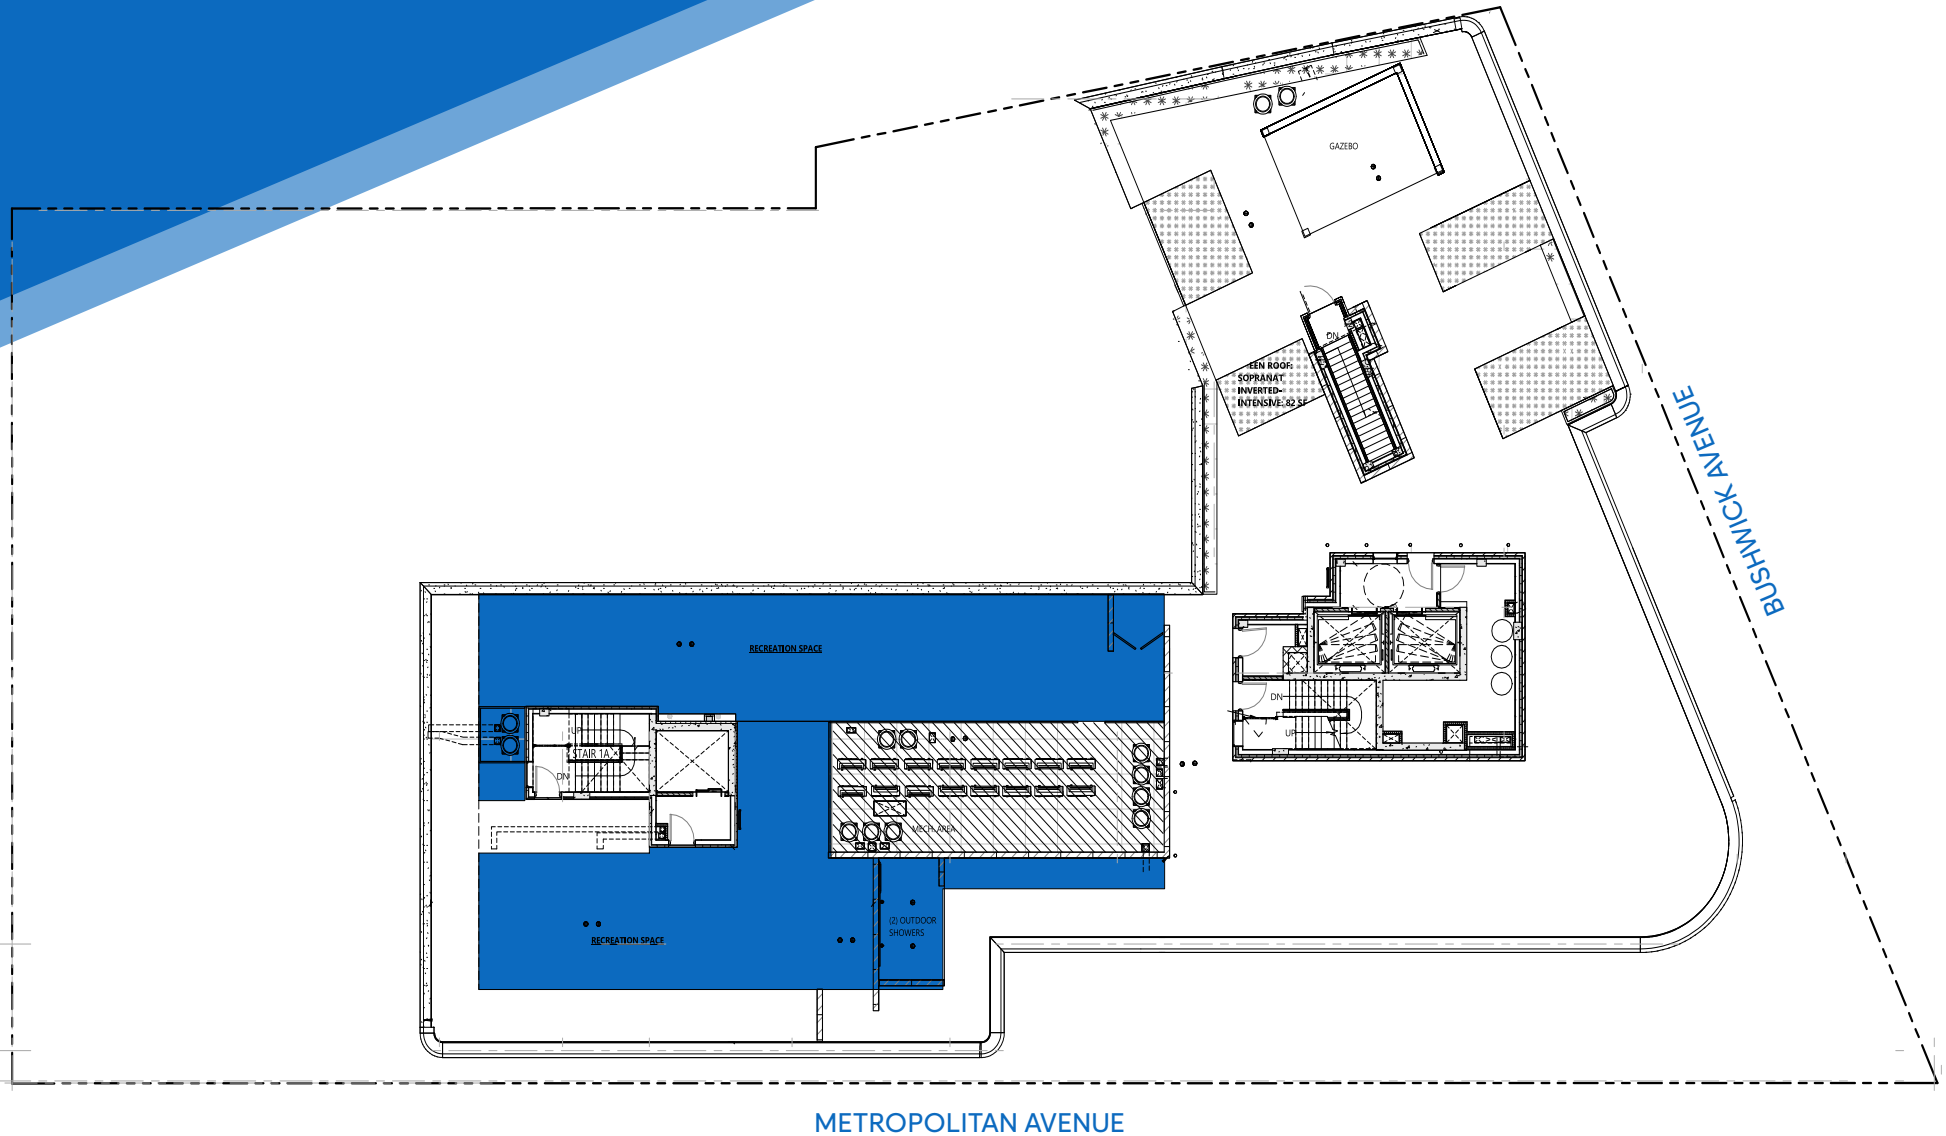 GAZEBO
DN
EEN ROOF:
SOPRANAT
INVERTED-
INTENSIVE: 82 SF
BUSHWICK AVENUE
RECREATION SPACE
UP
STAIR 1A
DN
DN
UP
MECH. AREA
(2) OUTDOOR
SHOWERS
RECREATION SPACE
METROPOLITAN AVENUE